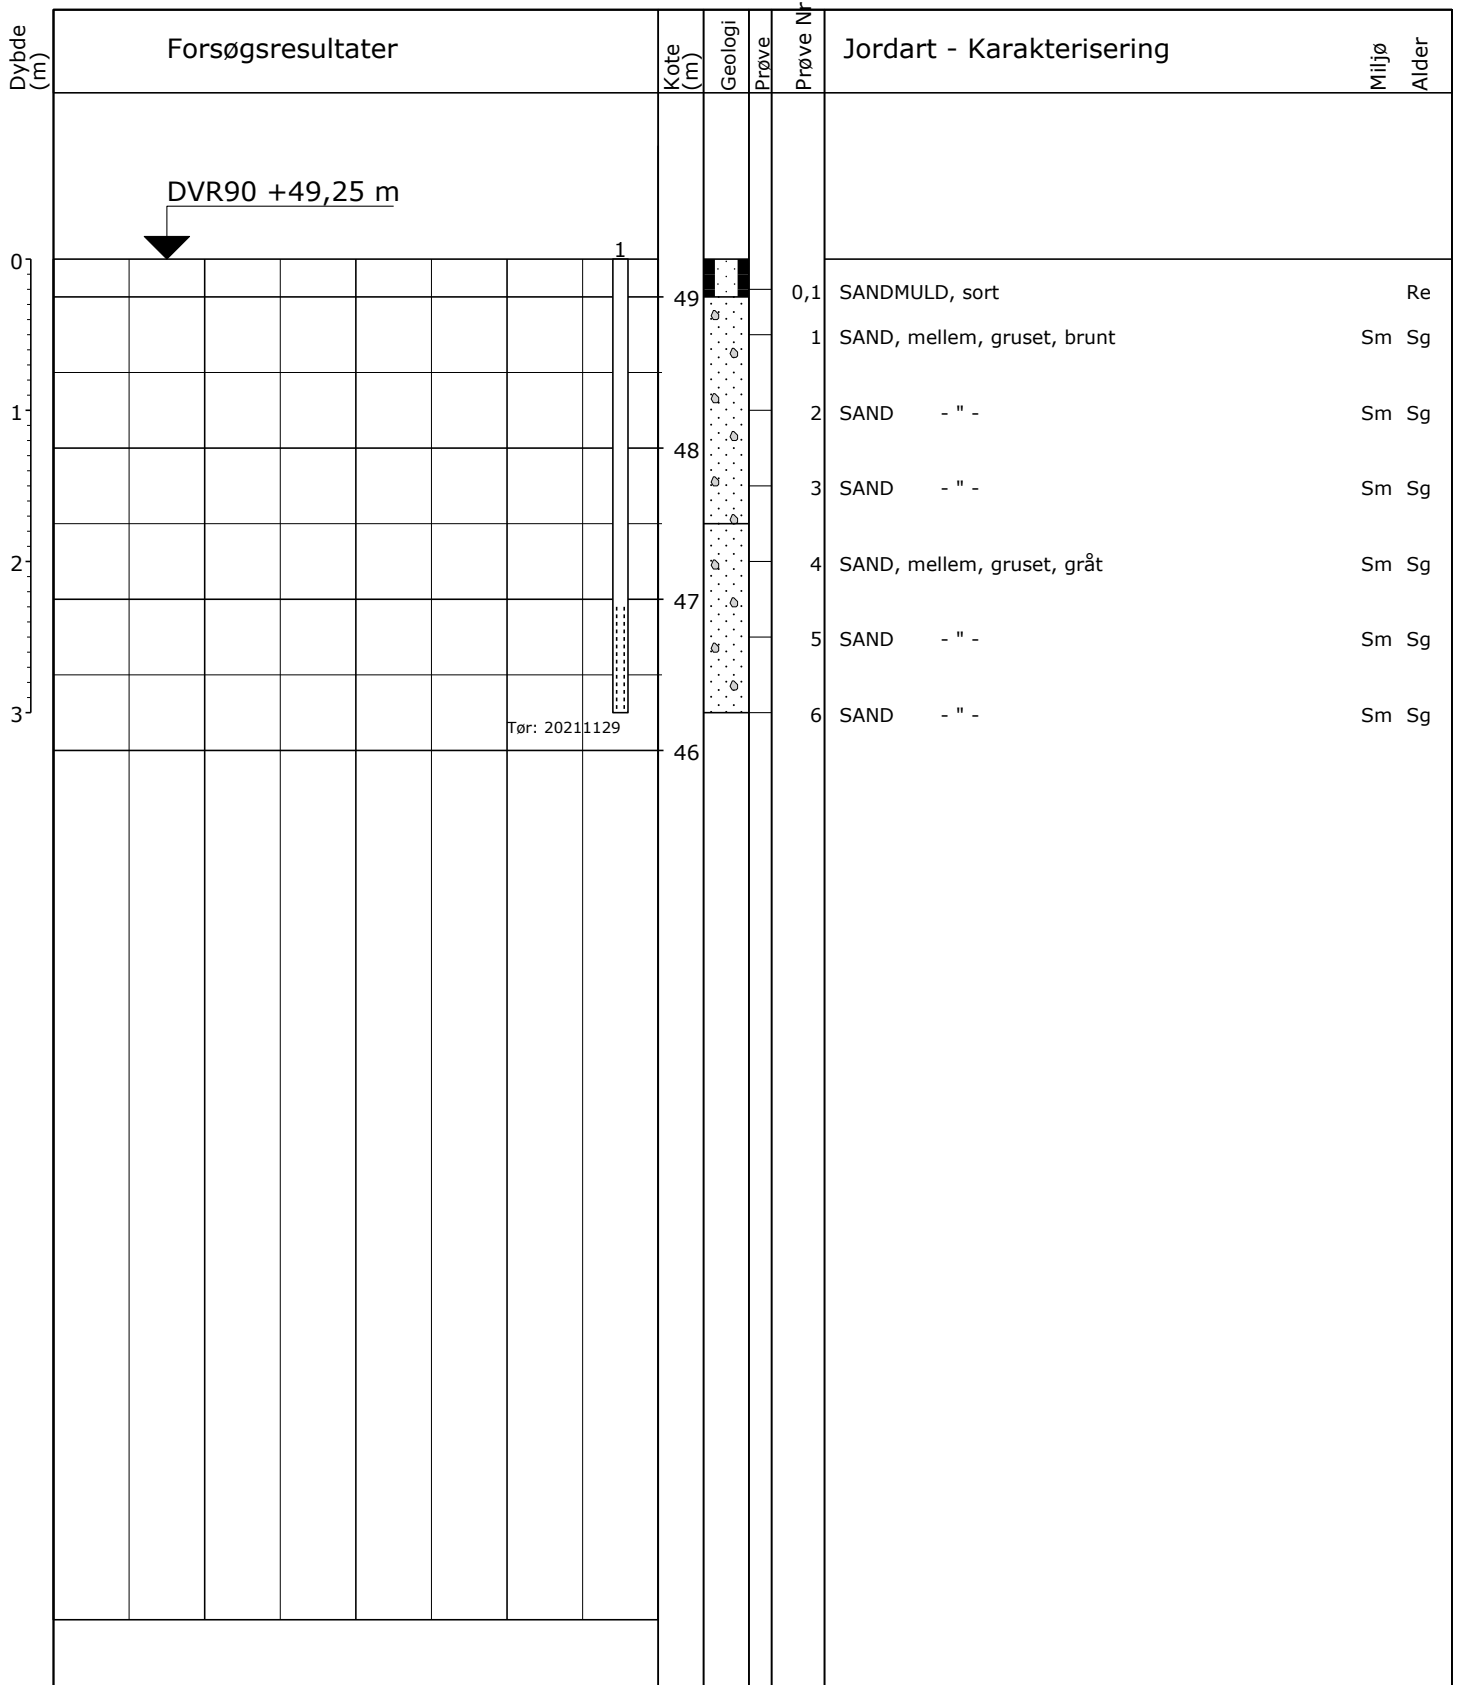 Dybde (m)
Forsøgsresultater
Kote (m)
Geologi
Prøve
Prøve Nr
Jordart - Karakterisering
Miljø
Alder
DVR90 +49,25 m
1
0
49
0,1 SANDMULD, sort Re
1 SAND, mellem, gruset, brunt Sm Sg
1
2 SAND - " - Sm Sg
48
3 SAND - " - Sm Sg
2
4 SAND, mellem, gruset, gråt Sm Sg
47
5 SAND - " - Sm Sg
3
6 SAND - " - Sm Sg
Tør: 20211129
46